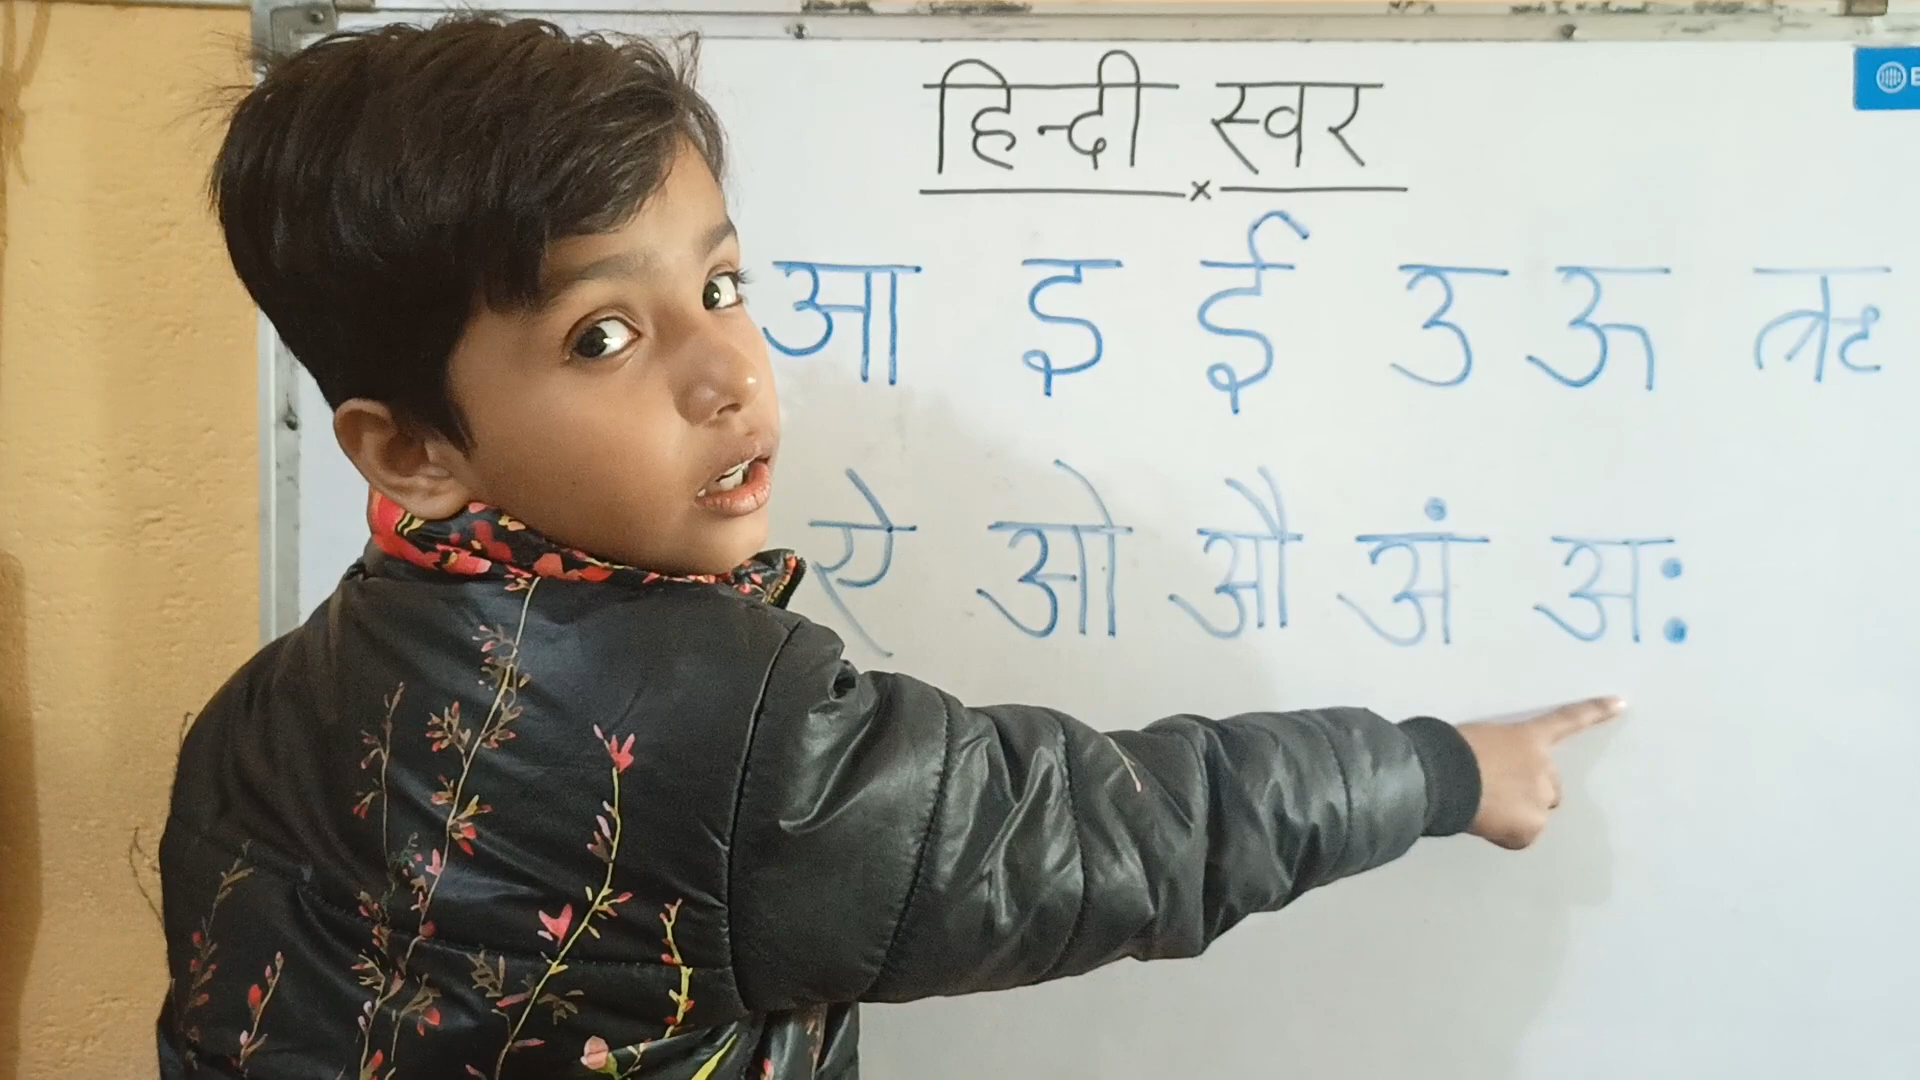 हिन्दी स्वर
आ इ ई उ ऊ ऋ
ऐ ओ औ अं अः